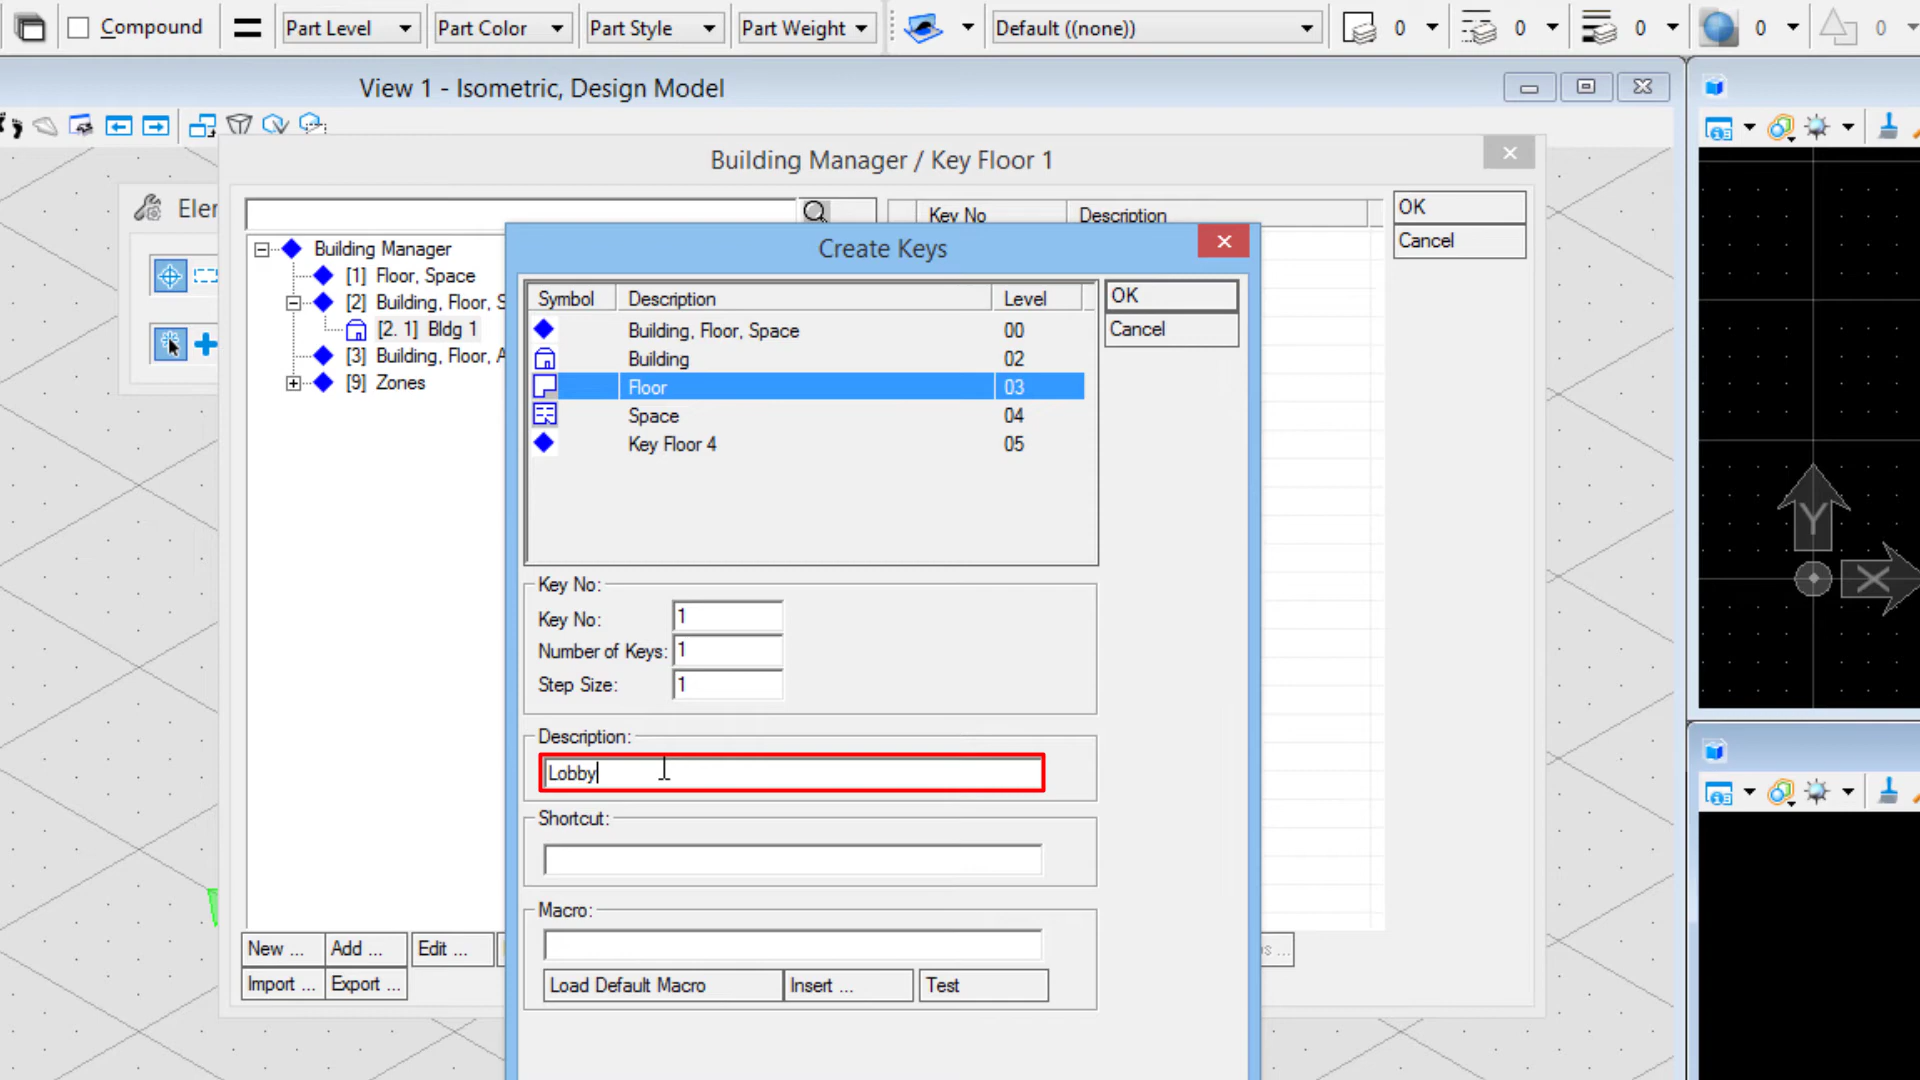 Compound
Part Level
Part Color
Part Style
Part Weight
Default ((none))
0
0
0
0
0
View 1 - Isometric, Design Model
Building Manager / Key Floor 1
Key No
Description
OK
Cancel
Building Manager
[1] Floor, Space
[2] Building, Floor, S
[2. 1] Bldg 1
[3] Building, Floor, A
[9] Zones
Create Keys
Symbol
Description
Level
OK
Cancel
Building, Floor, Space
00
Building
02
Floor
03
Space
04
Key Floor 4
05
Key No:
Key No:
1
Number of Keys:
1
Step Size:
1
Description:
Lobby
Shortcut:
Macro:
Load Default Macro
Insert ...
Test
New ...
Add ...
Edit ...
Import ...
Export ...
Y
X